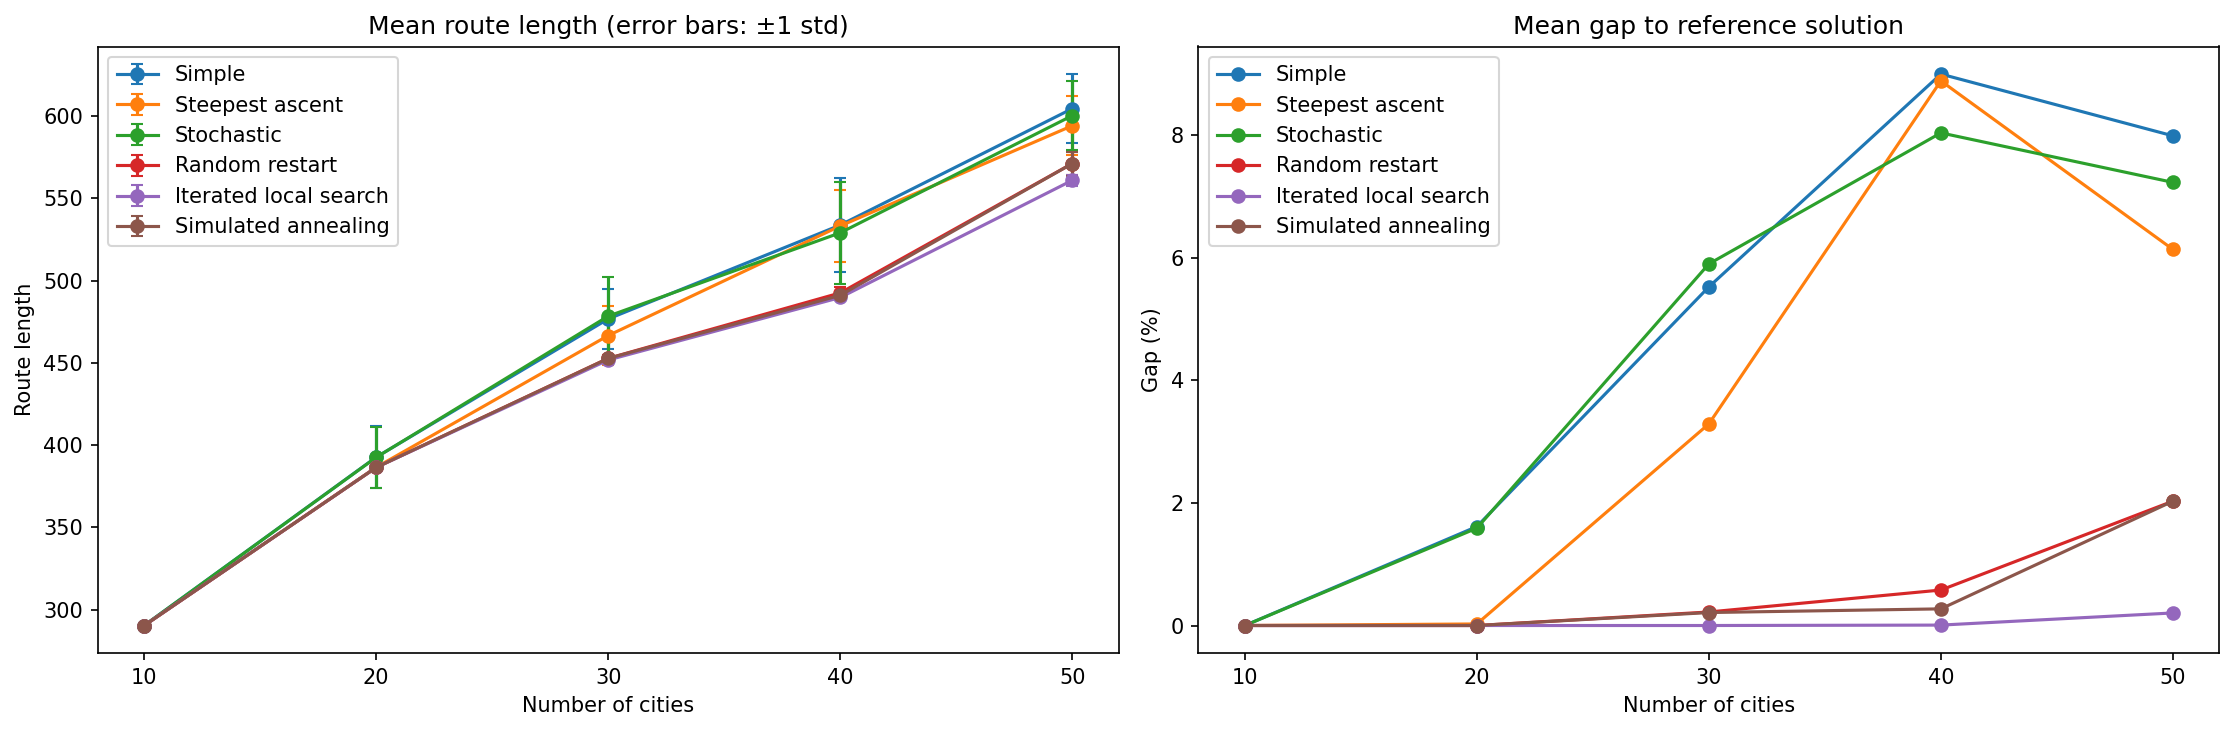 Mean route length (error bars: ±1 std)
Simple
Steepest ascent
Stochastic
Random restart
Iterated local search
Simulated annealing
Route length
600
550
500
450
400
350
300
10 20 30 40 50
Number of cities
Mean gap to reference solution
Simple
Steepest ascent
Stochastic
Random restart
Iterated local search
Simulated annealing
Gap (%)
8
6
4
2
0
10 20 30 40 50
Number of cities